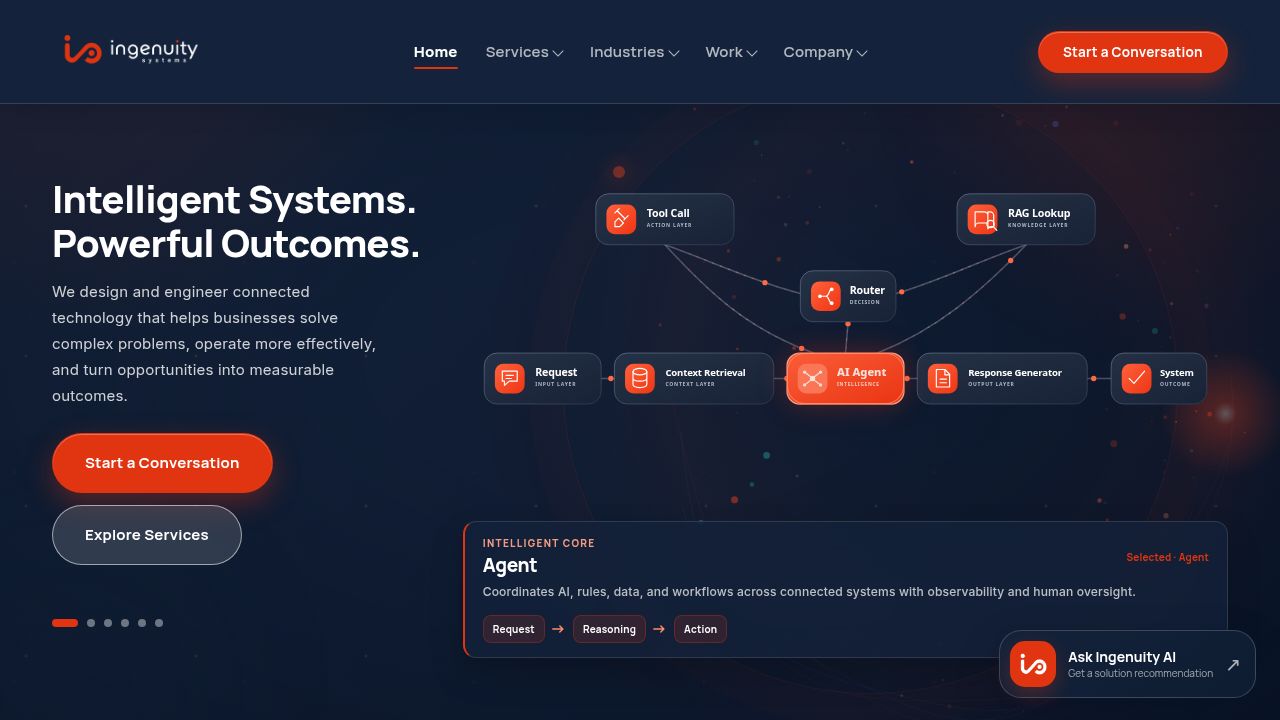 ingenuity
systems
Home
Services
Industries
Work
Company
Start a Conversation
Intelligent Systems.
Powerful Outcomes.
We design and engineer connected
technology that helps businesses solve
complex problems, operate more effectively,
and turn opportunities into measurable
outcomes.
Start a Conversation
Explore Services
Tool Call
ACTION LAYER
RAG Lookup
KNOWLEDGE LAYER
Router
DECISION
Request
INPUT LAYER
Context Retrieval
CONTEXT LAYER
AI Agent
INTELLIGENCE
Response Generator
OUTPUT LAYER
System
OUTCOME
INTELLIGENT CORE
Agent
Selected · Agent
Coordinates AI, rules, data, and workflows across connected systems with observability and human oversight.
Request → Reasoning → Action
Ask Ingenuity AI
Get a solution recommendation ↗